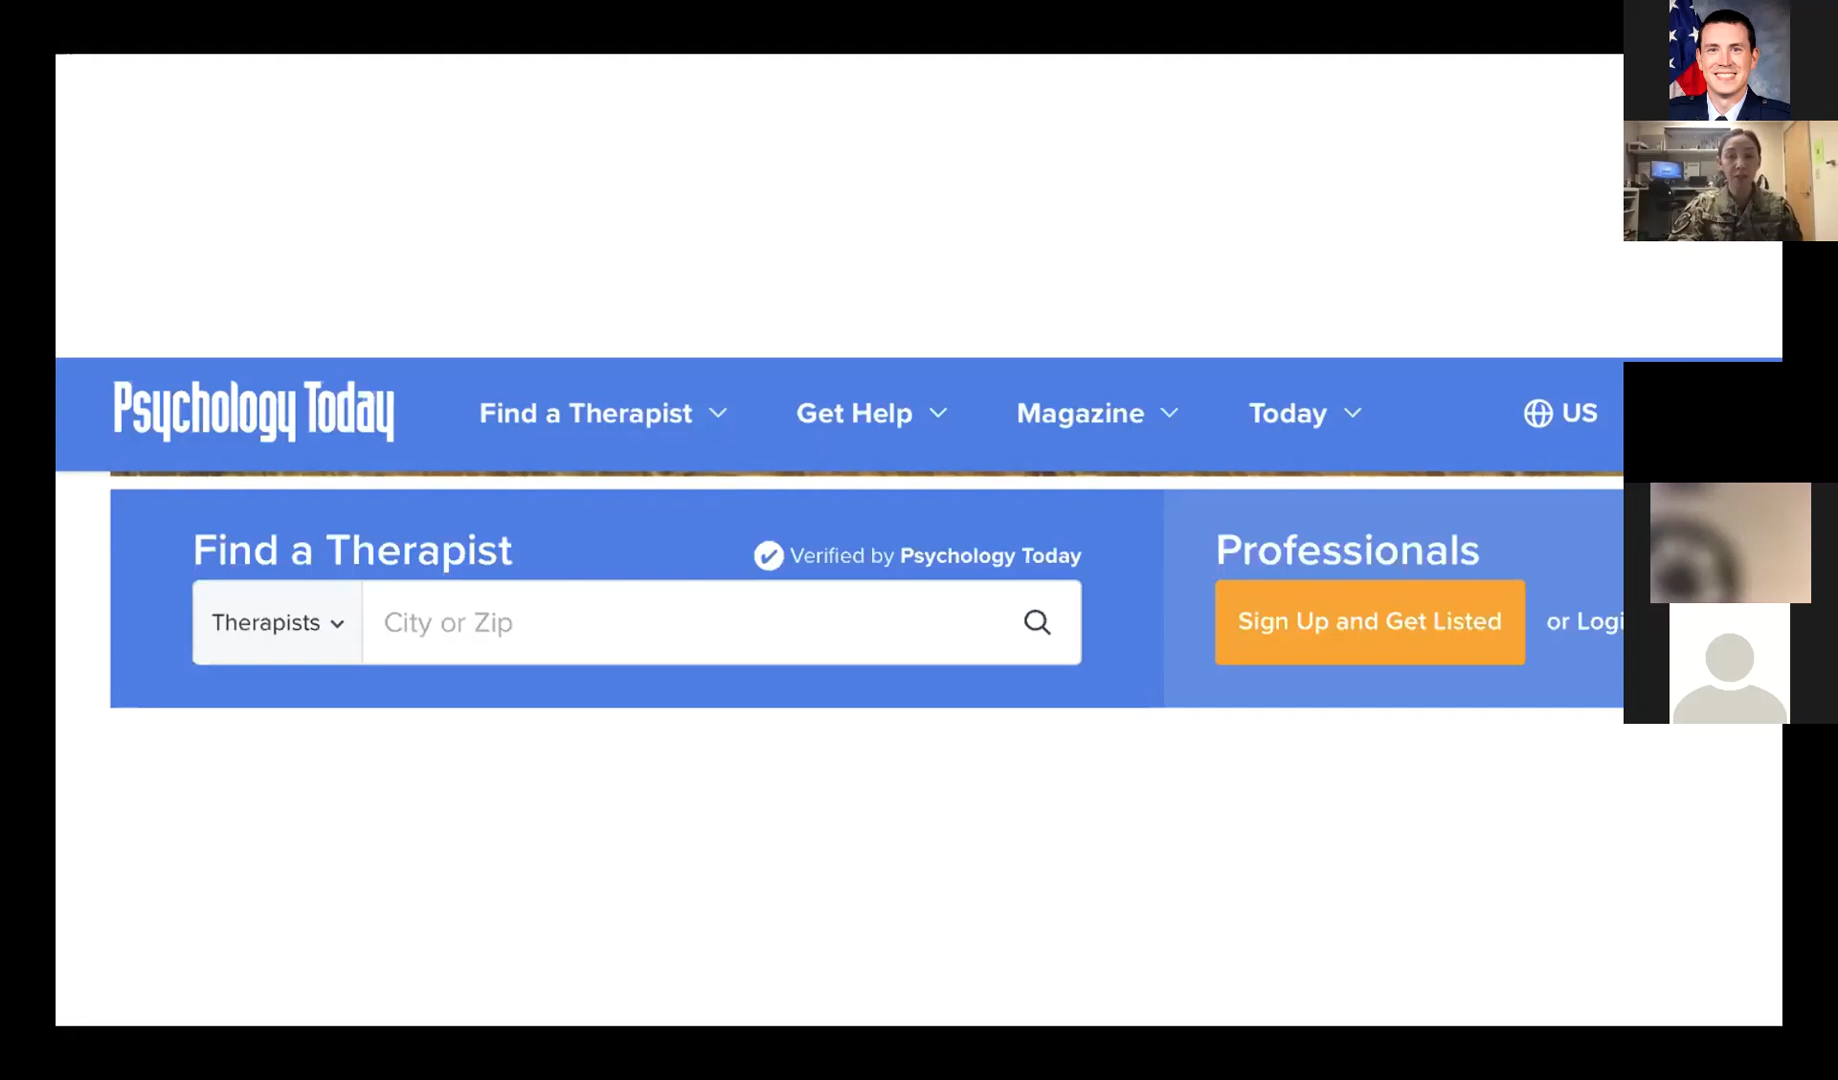 Psychology Today
Find a Therapist
Get Help
Magazine
Today
US
Find a Therapist
Verified by Psychology Today
Professionals
Therapists
City or Zip
Sign Up and Get Listed
or Logi